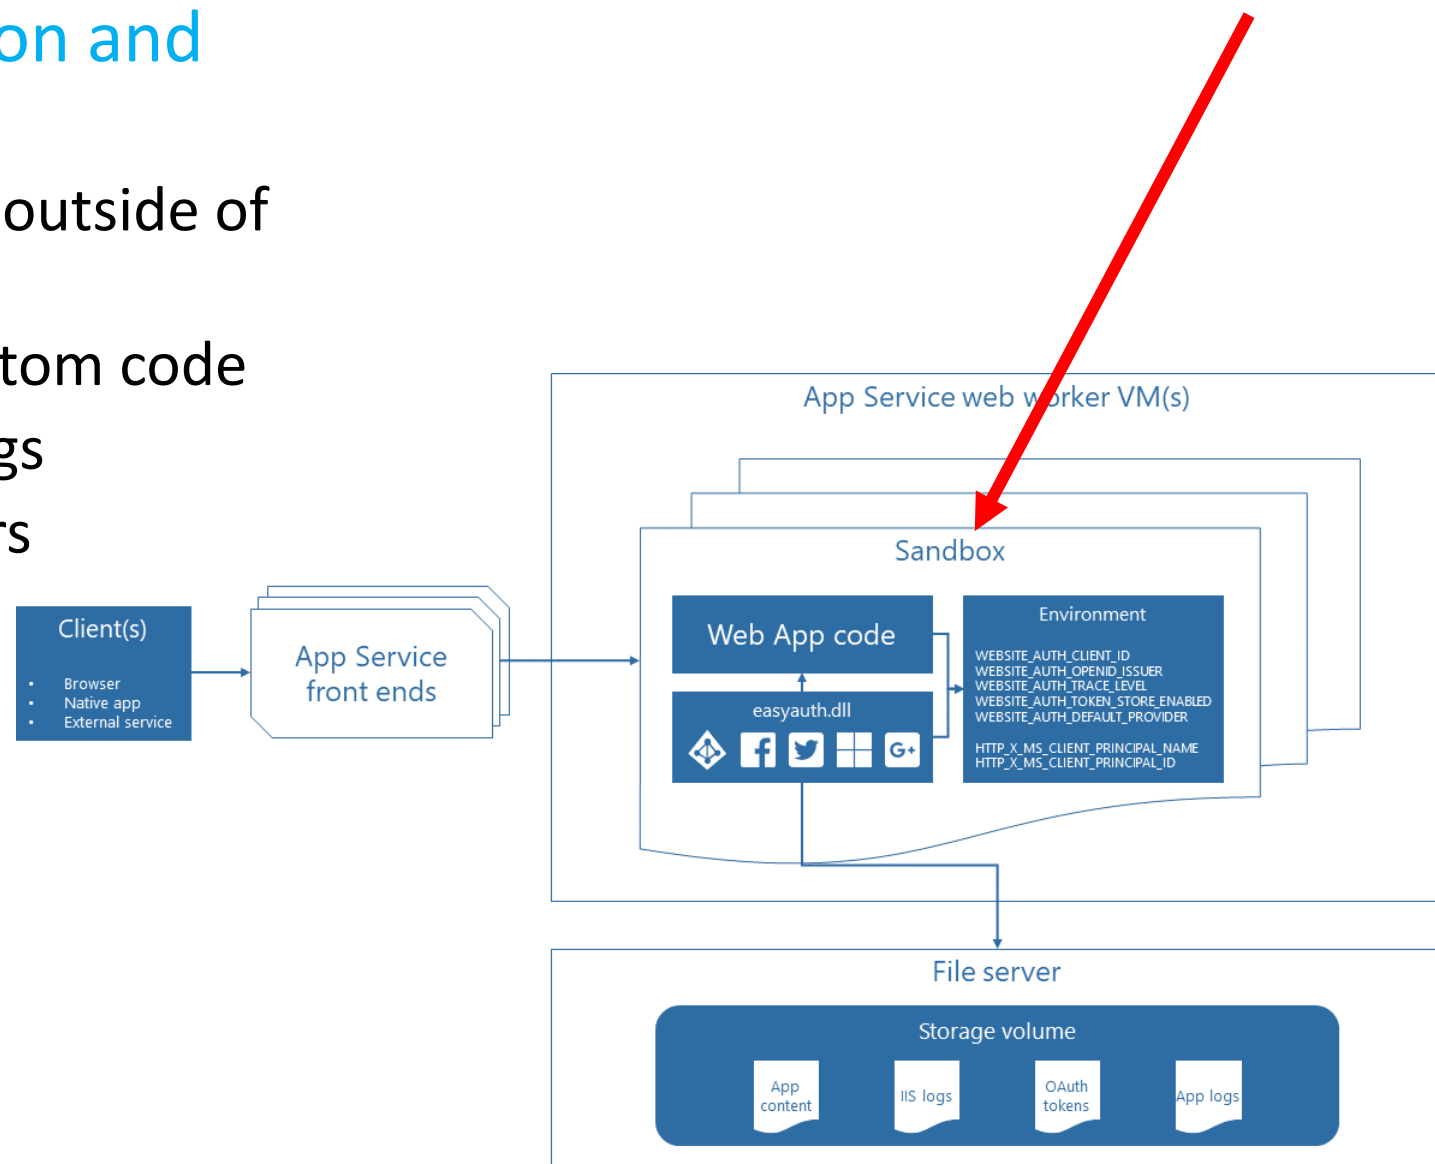 on and
outside of
tom code
gs
rs
App Service web worker VM(s)
Sandbox
Client(s)
• Browser
• Native app
• External service
App Service
front ends
Web App code
easyauth.dll
G+
Environment
WEBSITE_AUTH_CLIENT_ID
WEBSITE_AUTH_OPENID_ISSUER
WEBSITE_AUTH_TRACE_LEVEL
WEBSITE_AUTH_TOKEN_STORE_ENABLED
WEBSITE_AUTH_DEFAULT_PROVIDER
HTTP_X_MS_CLIENT_PRINCIPAL_NAME
HTTP_X_MS_CLIENT_PRINCIPAL_ID
File server
Storage volume
App
content
IIS logs
OAuth
tokens
App logs